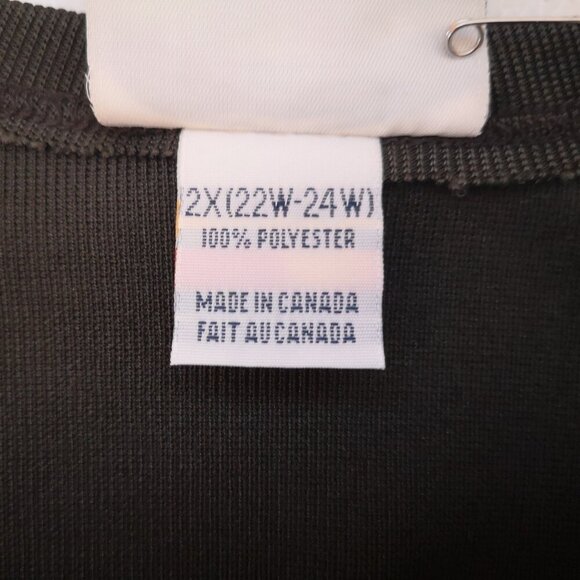 2X(22W-24W)
100% POLYESTER
MADE IN CANADA
FAIT AU CANADA